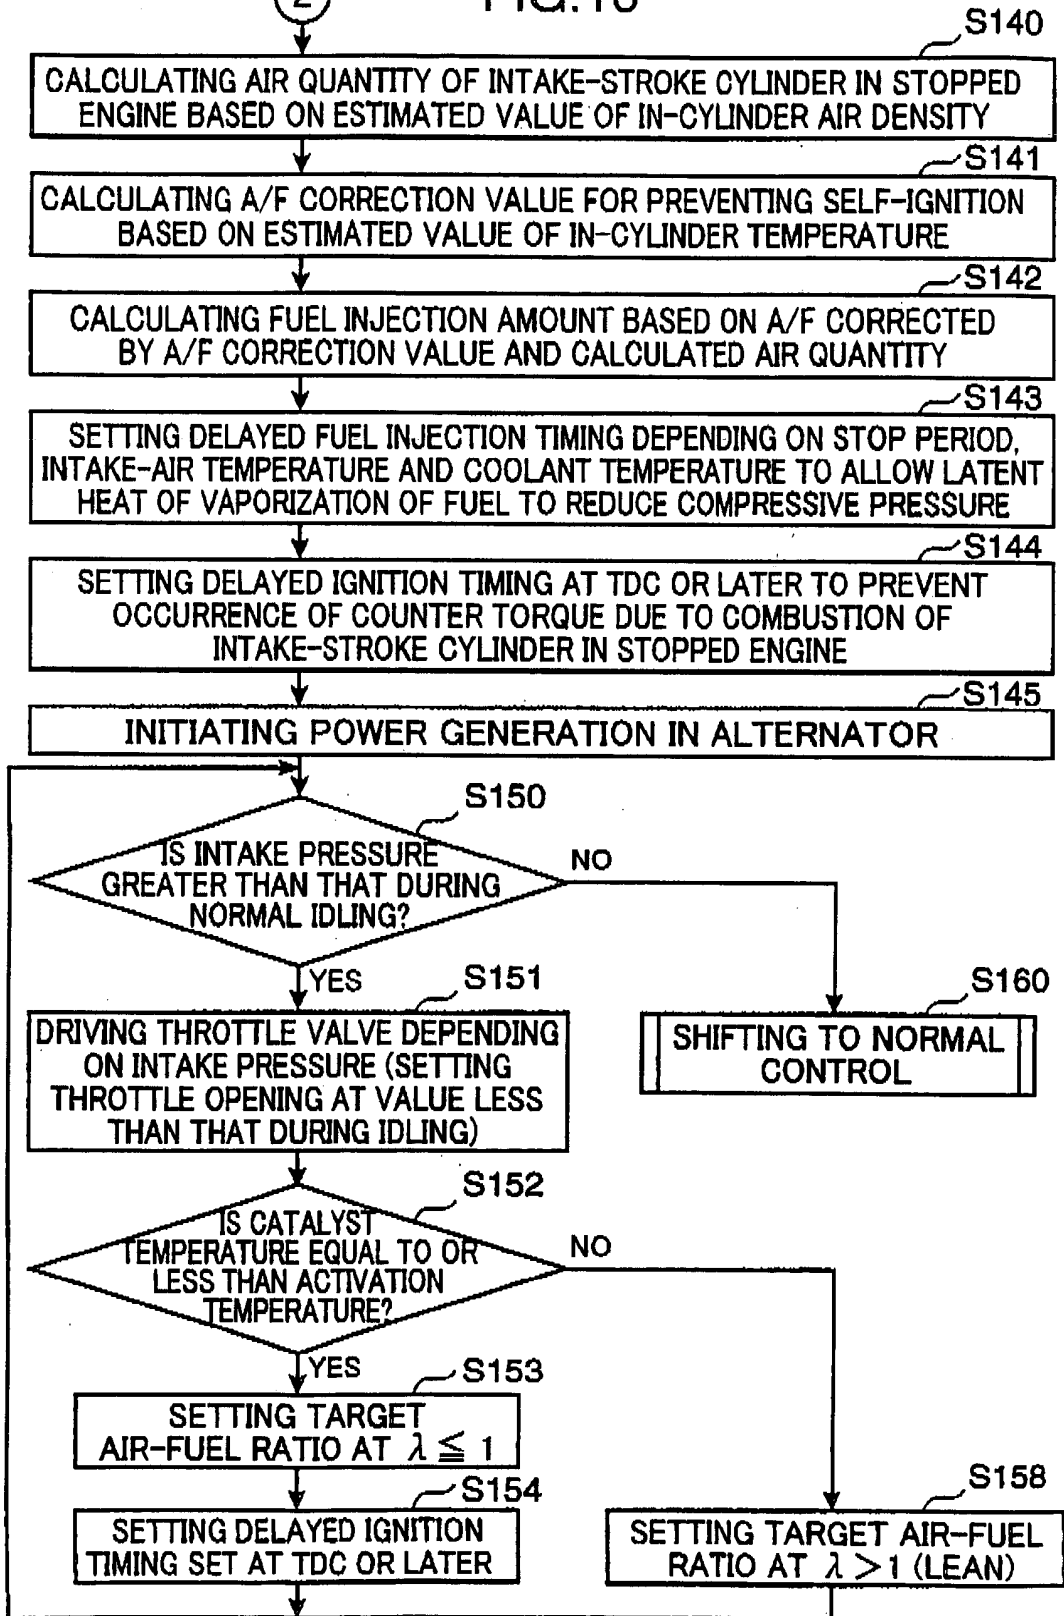 2
FIG.16
S140
CALCULATING AIR QUANTITY OF INTAKE-STROKE CYLINDER IN STOPPED
ENGINE BASED ON ESTIMATED VALUE OF IN-CYLINDER AIR DENSITY
S141
CALCULATING A/F CORRECTION VALUE FOR PREVENTING SELF-IGNITION
BASED ON ESTIMATED VALUE OF IN-CYLINDER TEMPERATURE
S142
CALCULATING FUEL INJECTION AMOUNT BASED ON A/F CORRECTED
BY A/F CORRECTION VALUE AND CALCULATED AIR QUANTITY
S143
SETTING DELAYED FUEL INJECTION TIMING DEPENDING ON STOP PERIOD,
INTAKE-AIR TEMPERATURE AND COOLANT TEMPERATURE TO ALLOW LATENT
HEAT OF VAPORIZATION OF FUEL TO REDUCE COMPRESSIVE PRESSURE
S144
SETTING DELAYED IGNITION TIMING AT TDC OR LATER TO PREVENT
OCCURRENCE OF COUNTER TORQUE DUE TO COMBUSTION OF
INTAKE-STROKE CYLINDER IN STOPPED ENGINE
S145
INITIATING POWER GENERATION IN ALTERNATOR
S150
IS INTAKE PRESSURE
GREATER THAN THAT DURING
NORMAL IDLING?
NO
YES
S151
DRIVING THROTTLE VALVE DEPENDING
ON INTAKE PRESSURE (SETTING
THROTTLE OPENING AT VALUE LESS
THAN THAT DURING IDLING)
S160
SHIFTING TO NORMAL
CONTROL
S152
IS CATALYST
TEMPERATURE EQUAL TO OR
LESS THAN ACTIVATION
TEMPERATURE?
NO
YES
S153
SETTING TARGET
AIR-FUEL RATIO AT λ ≦ 1
S154
SETTING DELAYED IGNITION
TIMING SET AT TDC OR LATER
S158
SETTING TARGET AIR-FUEL
RATIO AT λ > 1 (LEAN)